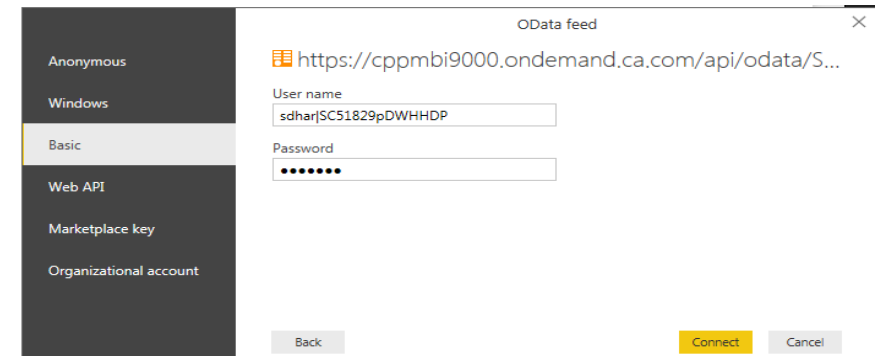 OData feed
Anonymous
Windows
Basic
Web API
Marketplace key
Organizational account
https://cppmbi9000.ondemand.ca.com/api/odata/S...
User name
sdhar|SC51829pDWHHDP
Password
•••••••
Back
Connect
Cancel